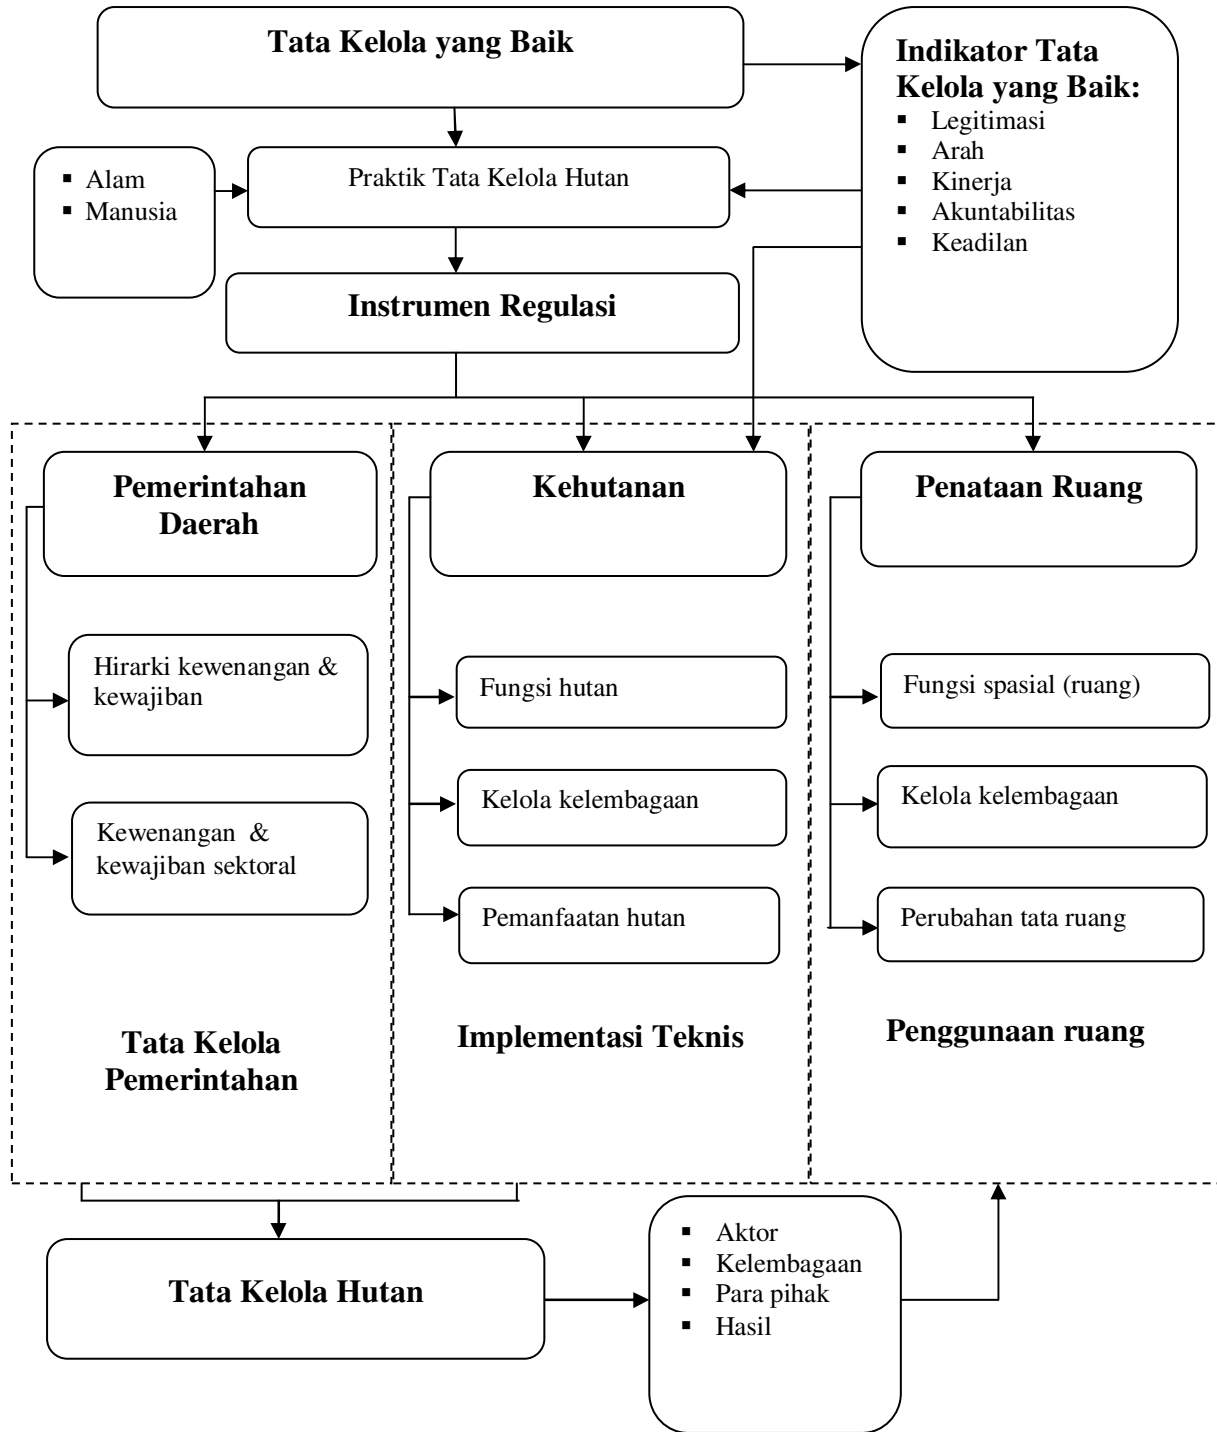 Tata Kelola yang Baik
Indikator Tata
Kelola yang Baik:
▪ Legitimasi
▪ Arah
▪ Kinerja
▪ Akuntabilitas
▪ Keadilan
▪ Alam
▪ Manusia
Praktik Tata Kelola Hutan
Instrumen Regulasi
Pemerintahan
Daerah
Hirarki kewenangan &
kewajiban
Kewenangan &
kewajiban sektoral
Tata Kelola
Pemerintahan
Kehutanan
Fungsi hutan
Kelola kelembagaan
Pemanfaatan hutan
Implementasi Teknis
Penataan Ruang
Fungsi spasial (ruang)
Kelola kelembagaan
Perubahan tata ruang
Penggunaan ruang
Tata Kelola Hutan
▪ Aktor
▪ Kelembagaan
▪ Para pihak
▪ Hasil